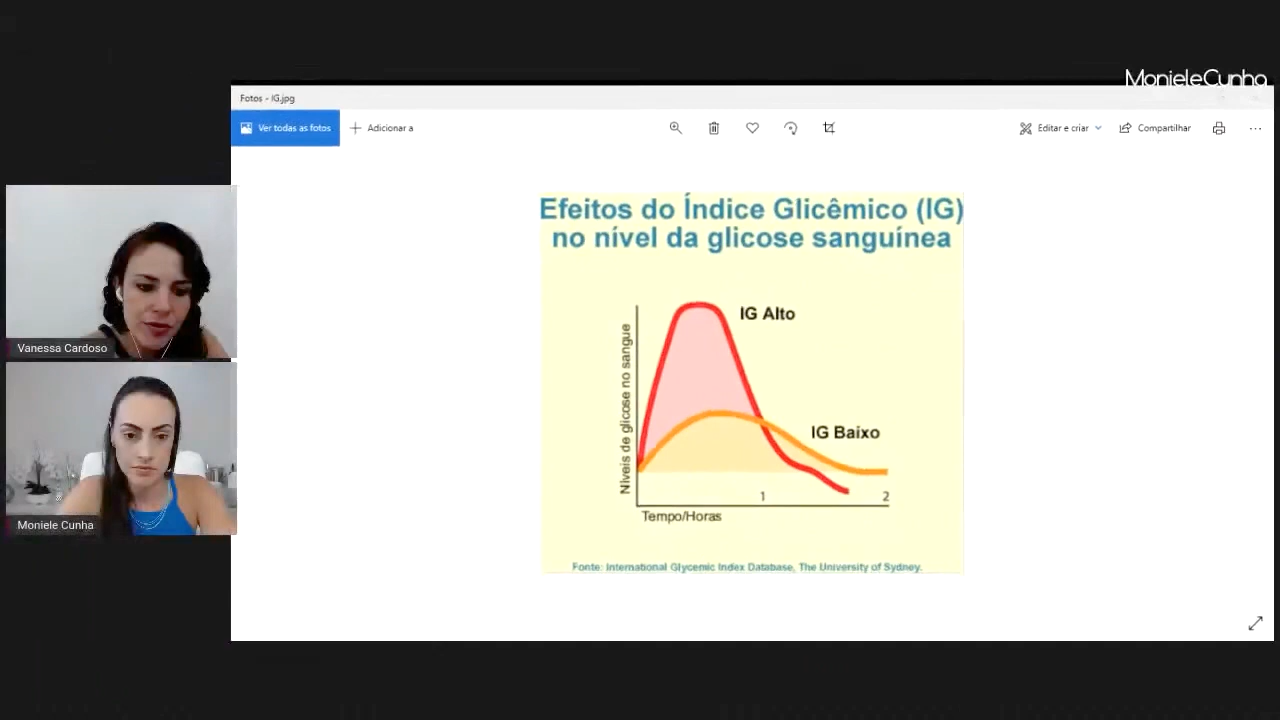 MonieleCunha
Fotos - IG.jpg
Ver todas as fotos
Adicionar a
Editar e criar
Compartilhar
Efeitos do Índice Glicêmico (IG)
no nível da glicose sanguínea
IG Alto
IG Baixo
Níveis de glicose no sangue
1
2
Tempo/Horas
Fonte: International Glycemic Index Database, The University of Sydney.
Vanessa Cardoso
Moniele Cunha